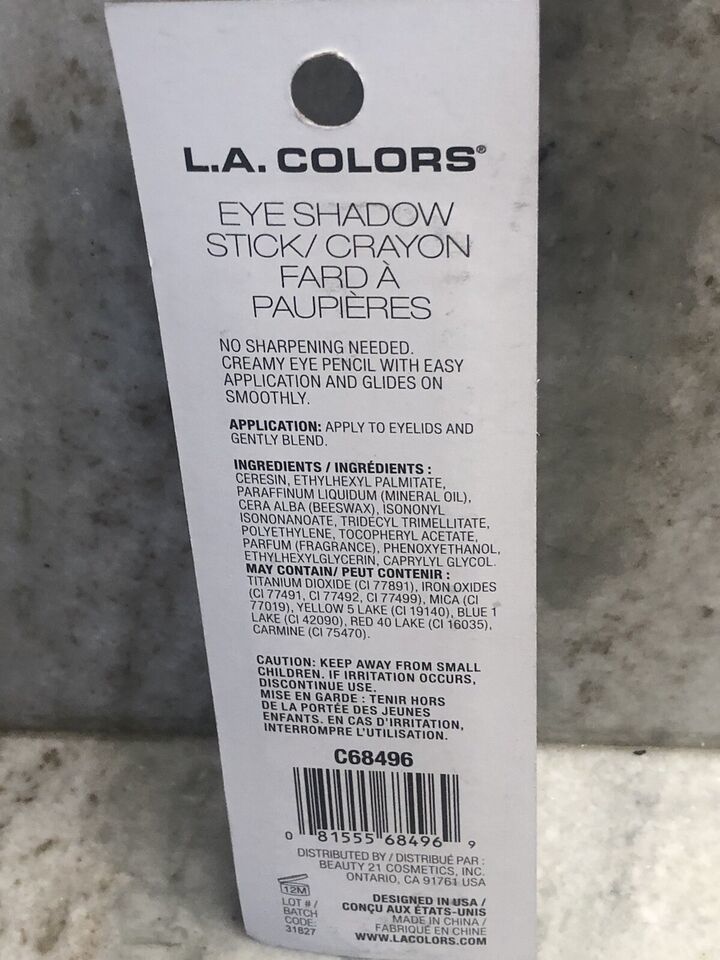 L.A. COLORS®
EYE SHADOW
STICK/ CRAYON
FARD À
PAUPIÈRES
NO SHARPENING NEEDED.
CREAMY EYE PENCIL WITH EASY
APPLICATION AND GLIDES ON
SMOOTHLY.
APPLICATION: APPLY TO EYELIDS AND
GENTLY BLEND.
INGREDIENTS / INGRÉDIENTS :
CERESIN, ETHYLHEXYL PALMITATE,
PARAFFINUM LIQUIDUM (MINERAL OIL),
CERA ALBA (BEESWAX), ISONONYL
ISONONANOATE, TRIDECYL TRIMELLITATE,
POLYETHYLENE, TOCOPHERYL ACETATE,
PARFUM (FRAGRANCE), PHENOXYETHANOL,
ETHYLHEXYLGLYCERIN, CAPRYLYL GLYCOL.
MAY CONTAIN/ PEUT CONTENIR :
TITANIUM DIOXIDE (CI 77891), IRON OXIDES
(CI 77491, CI 77492, CI 77499), MICA (CI
77019), YELLOW 5 LAKE (CI 19140), BLUE 1
LAKE (CI 42090), RED 40 LAKE (CI 16035),
CARMINE (CI 75470).
CAUTION: KEEP AWAY FROM SMALL
CHILDREN. IF IRRITATION OCCURS,
DISCONTINUE USE.
MISE EN GARDE : TENIR HORS
DE LA PORTÉE DES JEUNES
ENFANTS. EN CAS D'IRRITATION,
INTERROMPRE L'UTILISATION.
C68496
0 81555 68496 9
DISTRIBUTED BY / DISTRIBUÉ PAR :
BEAUTY 21 COSMETICS, INC.
ONTARIO, CA 91761 USA
12M
LOT # /
BATCH
CODE:
31827
DESIGNED IN USA /
CONÇU AUX ÉTATS-UNIS
MADE IN CHINA /
FABRIQUÉ EN CHINE
WWW.LACOLORS.COM